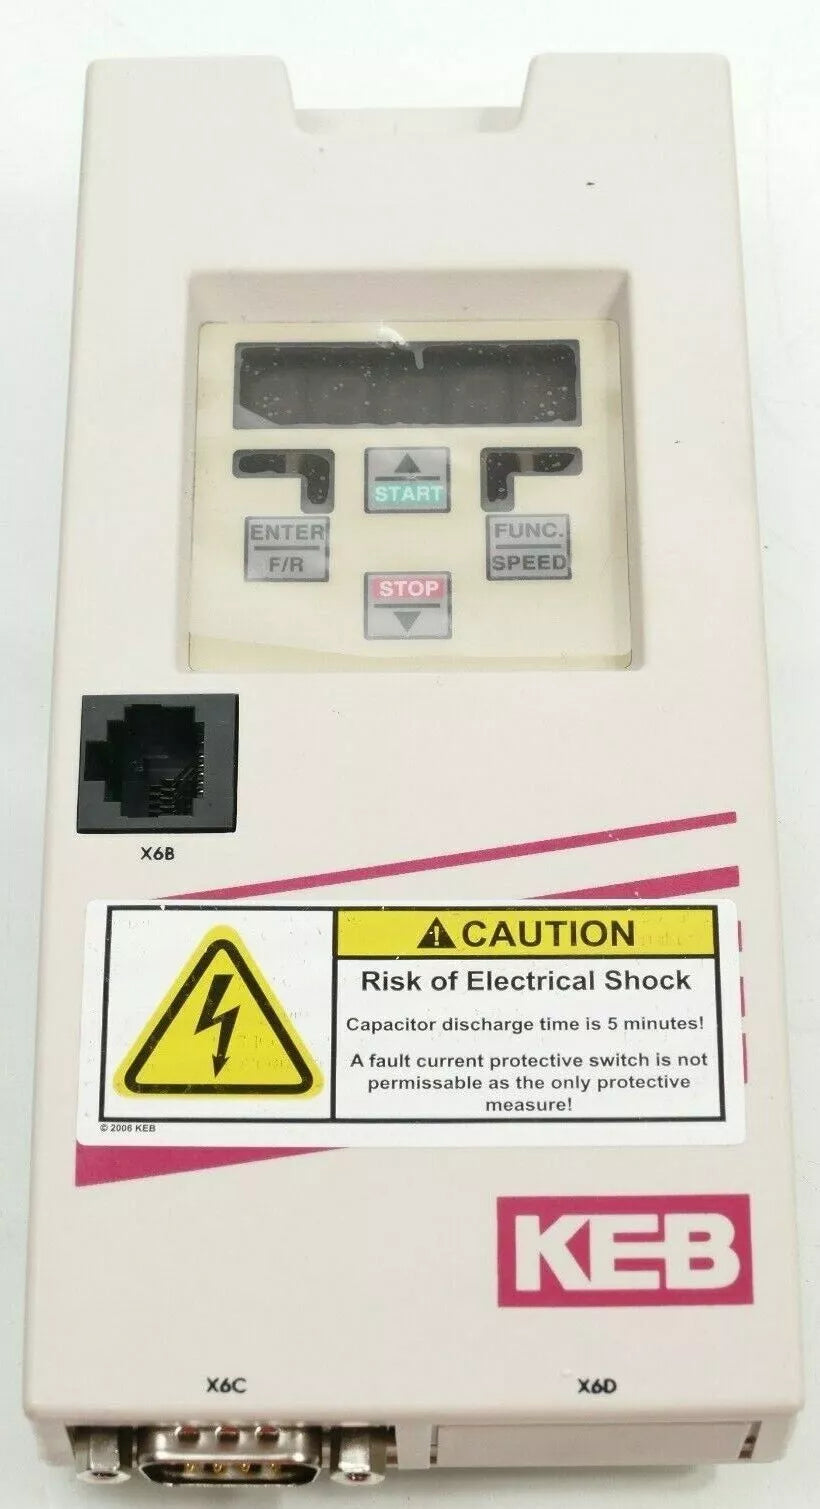 START
ENTER
F/R
FUNC.
SPEED
STOP
X6B
CAUTION
Risk of Electrical Shock
Capacitor discharge time is 5 minutes!
A fault current protective switch is not
permissable as the only protective
measure!
© 2006 KEB
KEB
X6C
X6D